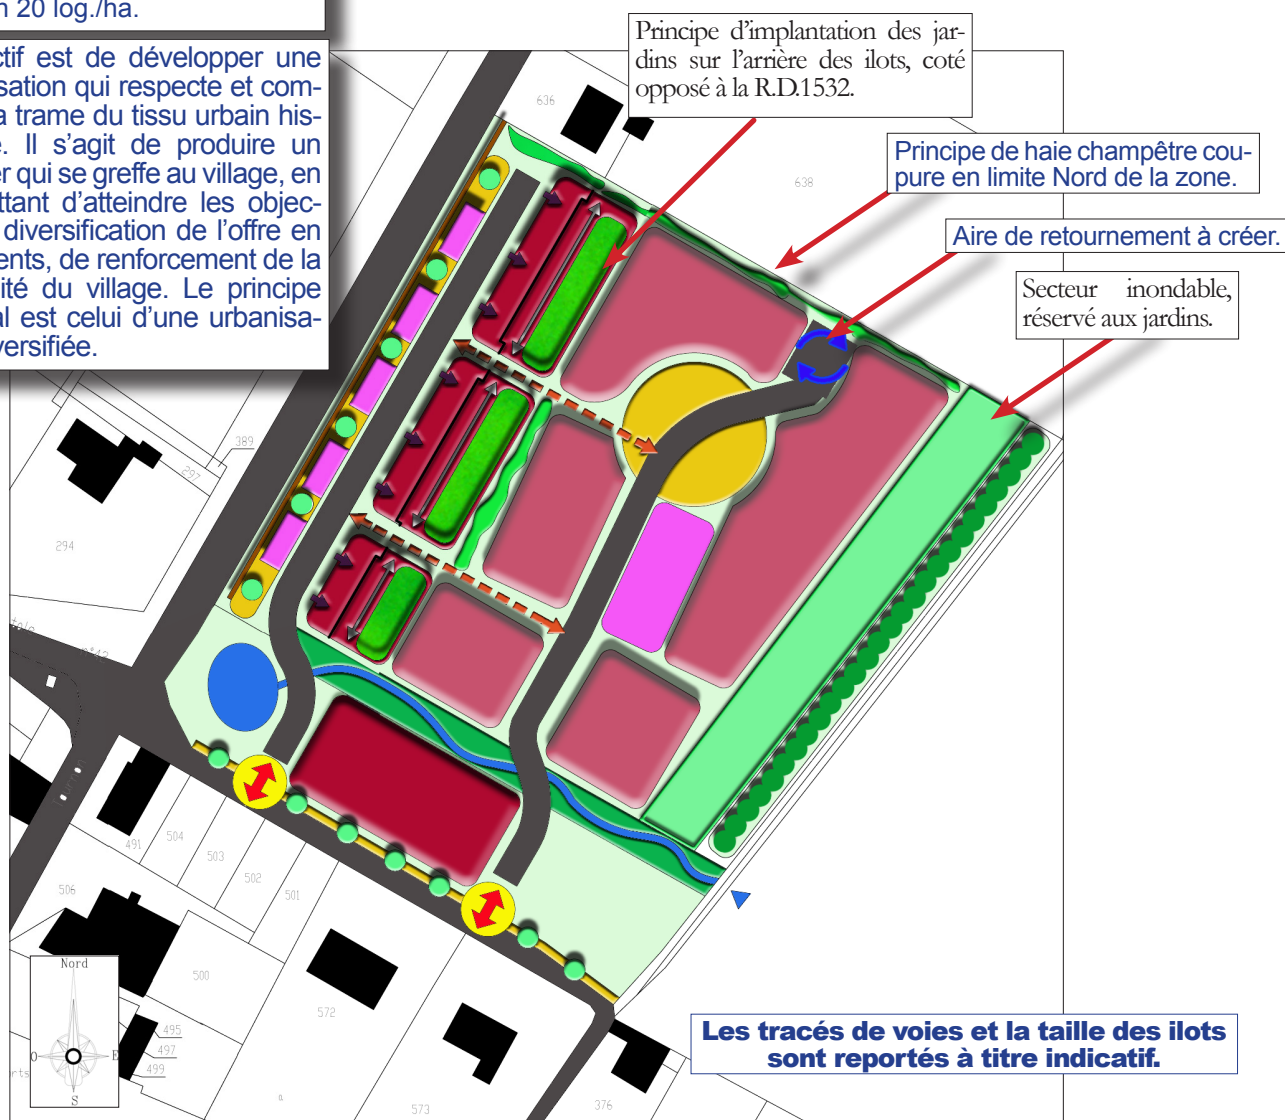 n 20 log./ha.
ctif est de développer une
sation qui respecte et com-
a trame du tissu urbain his-
e. Il s’agit de produire un
er qui se greffe au village, en
ttant d’atteindre les objec-
diversification de l’offre en
ents, de renforcement de la
ité du village. Le principe
al est celui d’une urbanisa-
versifiée.
Principe d’implantation des jar-
dins sur l’arrière des ilots, coté
opposé à la R.D.1532.
Principe de haie champêtre cou-
pure en limite Nord de la zone.
Aire de retournement à créer.
Secteur inondable,
réservé aux jardins.
636
638
389
297
294
491
504
503
502
501
506
500
572
495
497
499
573
376
Nord
O
E
S
Les tracés de voies et la taille des ilots
sont reportés à titre indicatif.